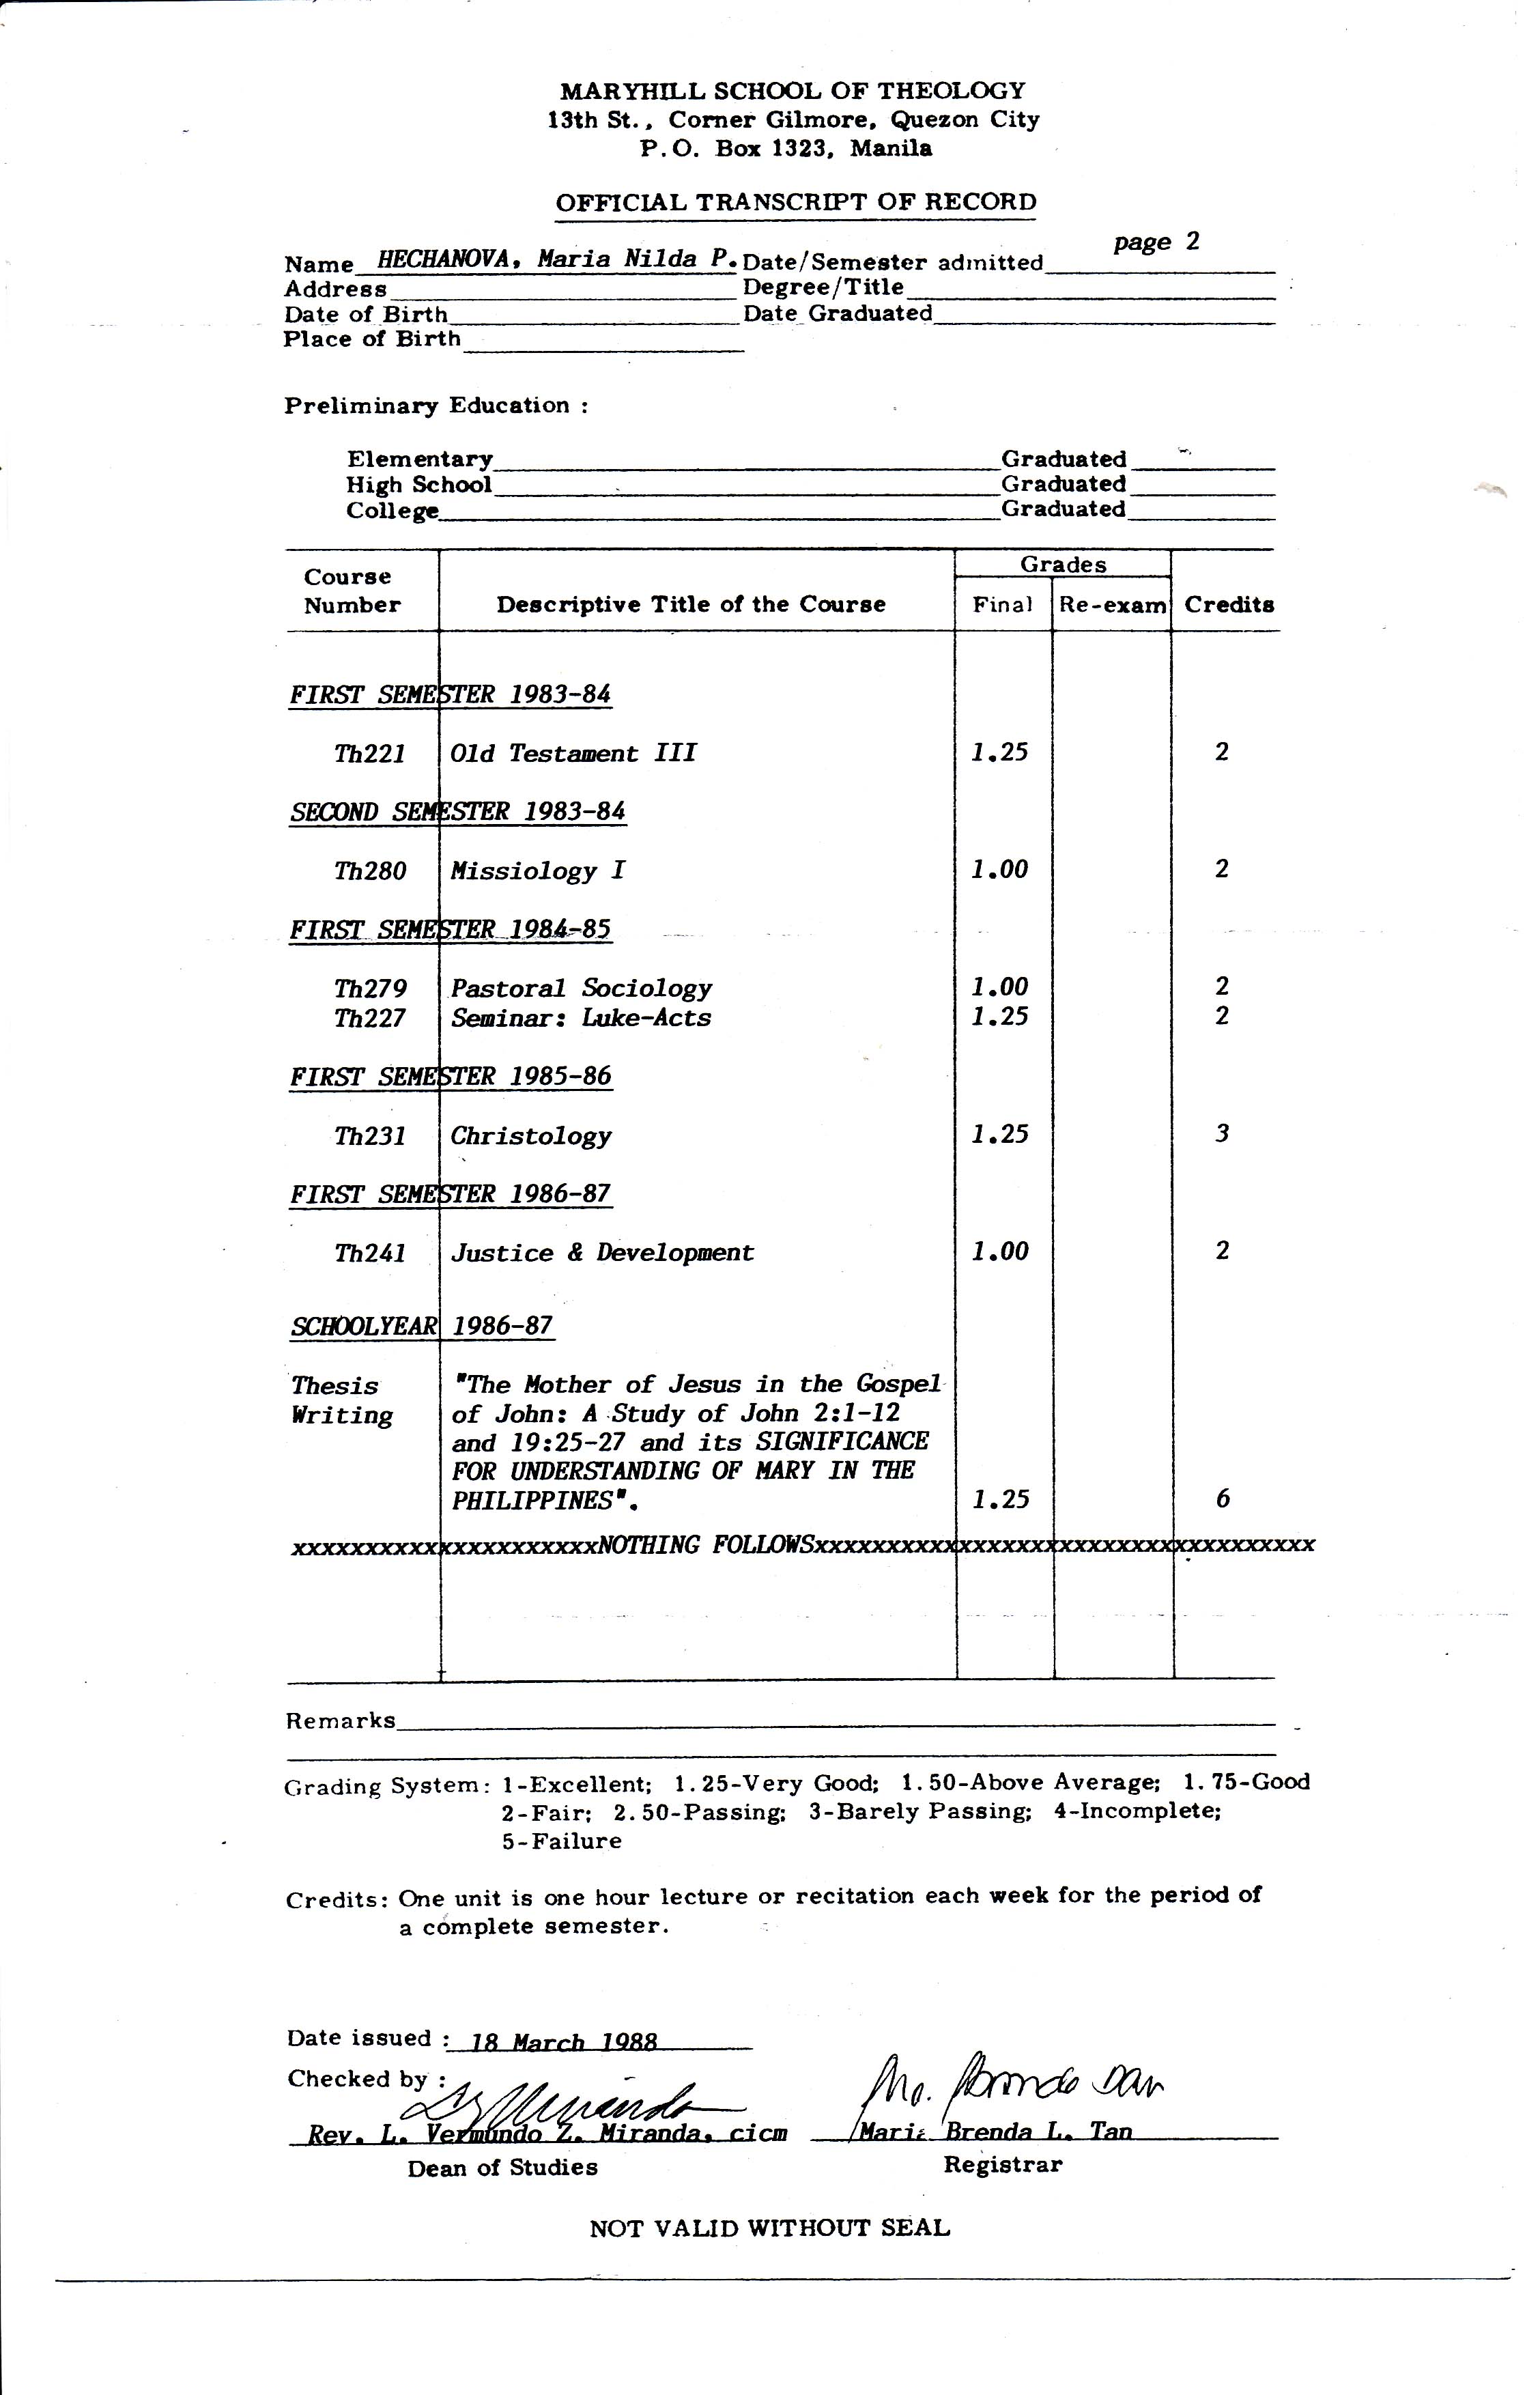 MARYHILL SCHOOL OF THEOLOGY
13th St., Corner Gilmore, Quezon City
P.O. Box 1323, Manila
OFFICIAL TRANSCRIPT OF RECORD
page 2
Name HECHANOVA, Maria Nilda P. Date/Semester admitted
Address Degree/Title
Date of Birth Date Graduated
Place of Birth
Preliminary Education :
Elementary Graduated
High School Graduated
College Graduated
Grades
Course
Number Descriptive Title of the Course Final Re-exam Credits
FIRST SEMESTER 1983-84
Th221 Old Testament III 1.25 2
SECOND SEMESTER 1983-84
Th280 Missiology I 1.00 2
FIRST SEMESTER 1984-85
Th279 Pastoral Sociology 1.00 2
Th227 Seminar: Luke-Acts 1.25 2
FIRST SEMESTER 1985-86
Th231 Christology 1.25 3
FIRST SEMESTER 1986-87
Th241 Justice & Development 1.00 2
SCHOOLYEAR 1986-87
Thesis "The Mother of Jesus in the Gospel
Writing of John: A Study of John 2:1-12
and 19:25-27 and its SIGNIFICANCE
FOR UNDERSTANDING OF MARY IN THE
PHILIPPINES". 1.25 6
xxxxxxxxxxxxxxxxxxxxxNOTHING FOLLOWSxxxxxxxxxxxxxxxxxxxxxxxxxxxxxxxxxxx
Remarks
Grading System: 1-Excellent; 1.25-Very Good; 1.50-Above Average; 1.75-Good
2-Fair; 2.50-Passing; 3-Barely Passing; 4-Incomplete;
5-Failure
Credits: One unit is one hour lecture or recitation each week for the period of
a complete semester.
Date issued : 18 March 1988
Checked by :
Ma. Brenda Tan
Rev. L. Vermundo Z. Miranda, cicm Maria Brenda L. Tan
Dean of Studies Registrar
NOT VALID WITHOUT SEAL